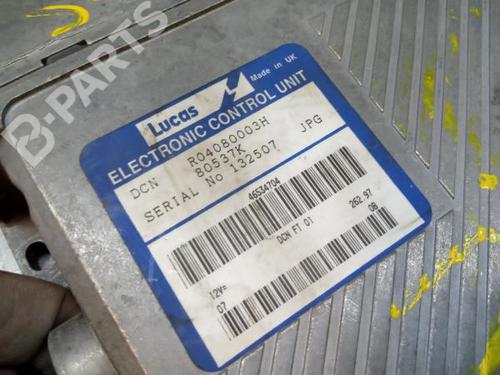 B-PARTS
Lucas
Made in UK
ELECTRONIC CONTROL UNIT
DCN R04080003H
80537K JPG
SERIAL No 132507
46534704
DCN FT 01 262 97
12V= 08
07